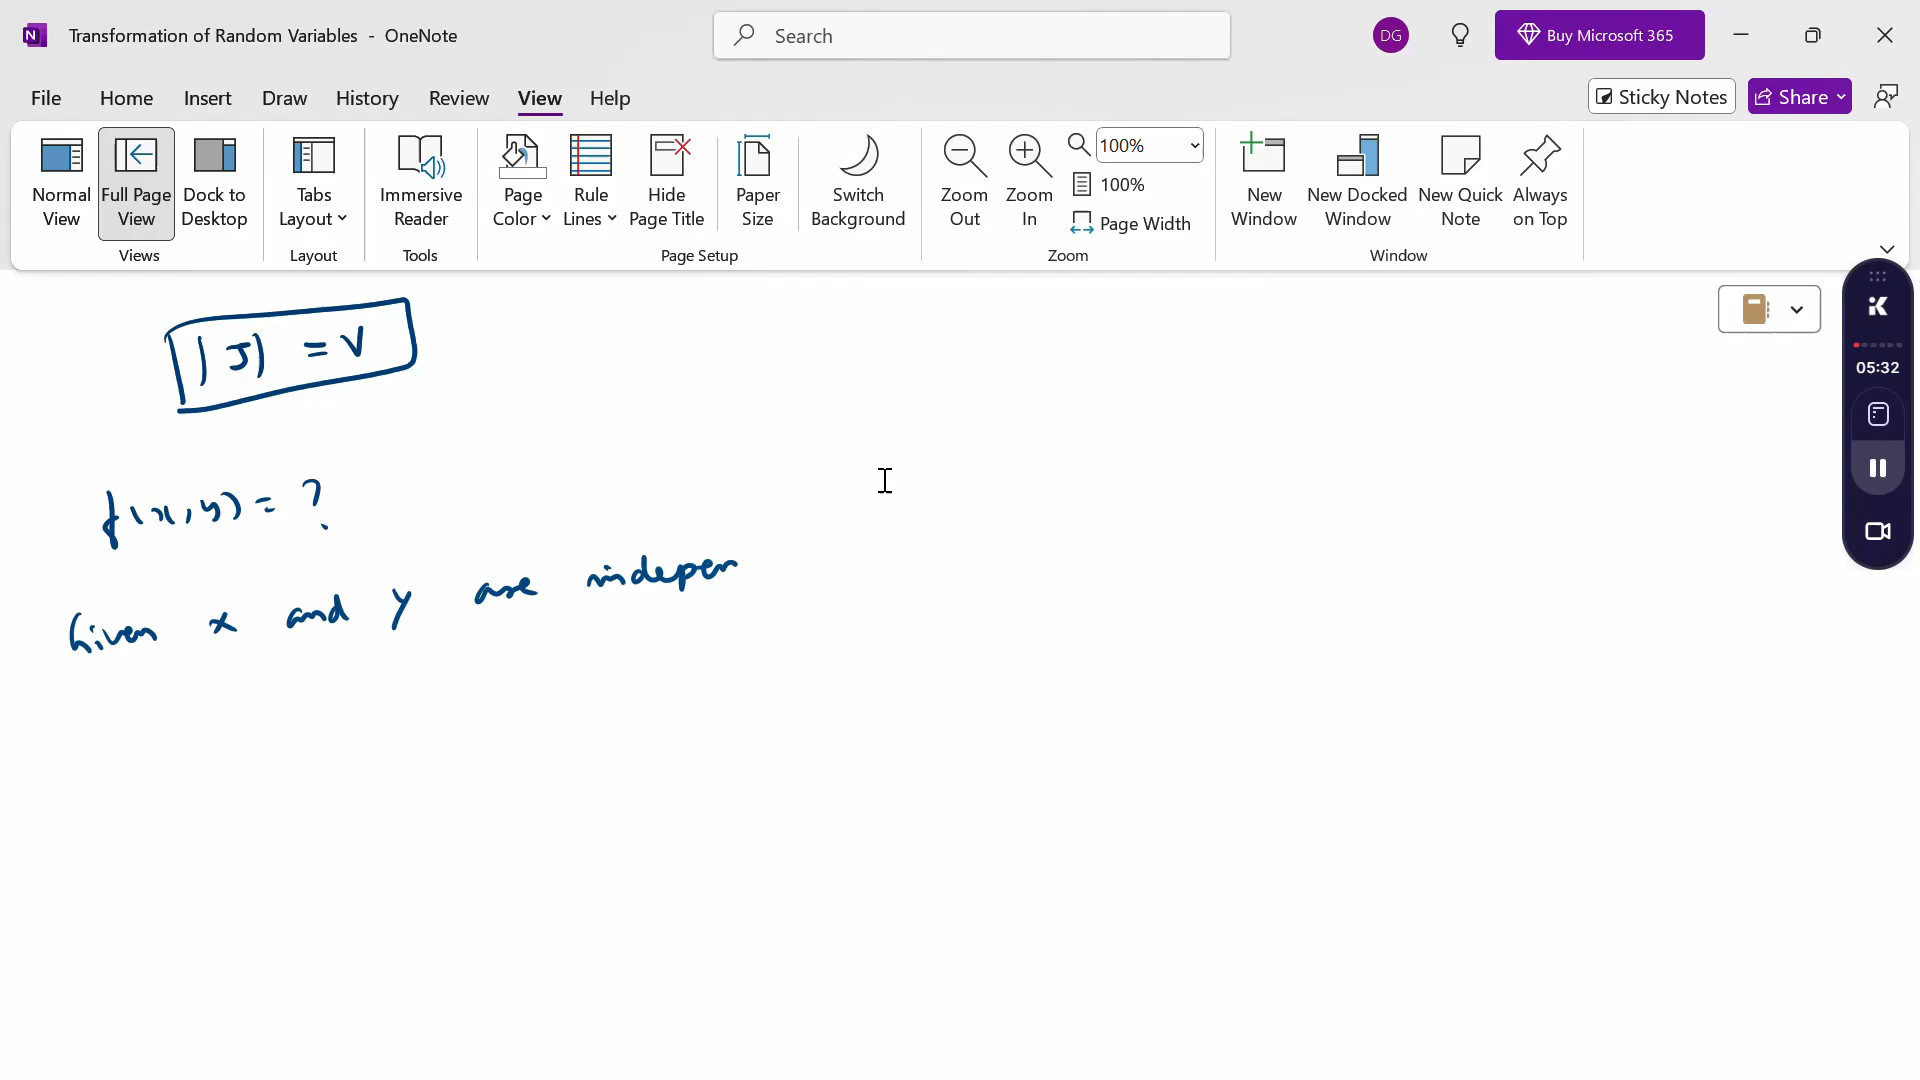 Transformation of Random Variables - OneNote
Search
DG
Buy Microsoft 365
File Home Insert Draw History Review View Help
Sticky Notes
Share
Normal View
Full Page View
Dock to Desktop
Views
Tabs Layout
Layout
Immersive Reader
Tools
Page Color
Rule Lines
Hide Page Title
Paper Size
Switch Background
Page Setup
Zoom Out
Zoom In
100%
100%
Page Width
Zoom
New Window
New Docked Window
New Quick Note
Always on Top
Window
05:32
|J| = V
f(x,y) = ?
Given x and y are indepen